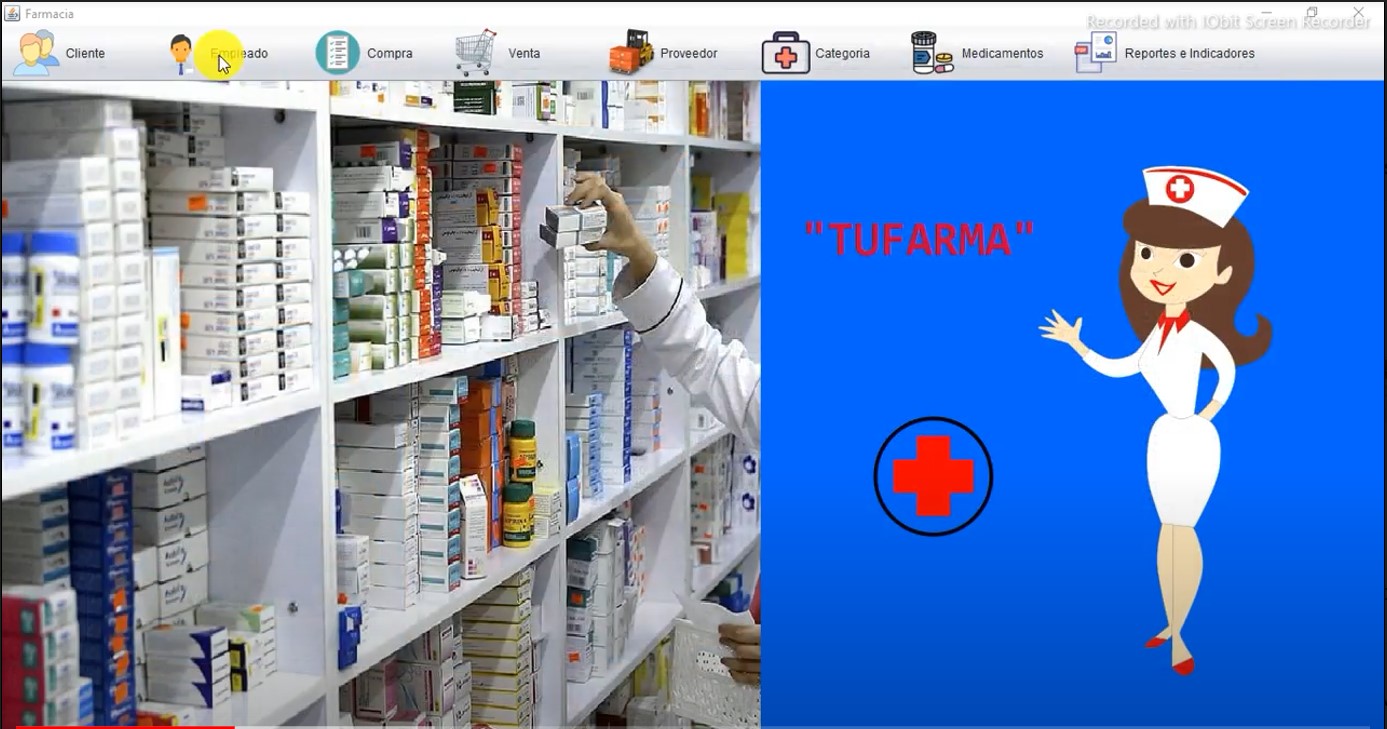 Farmacia
Recorded with IObit Screen Recorder
Cliente
Empleado
Compra
Venta
Proveedor
Categoria
Medicamentos
Reportes e Indicadores
"TUFARMA"